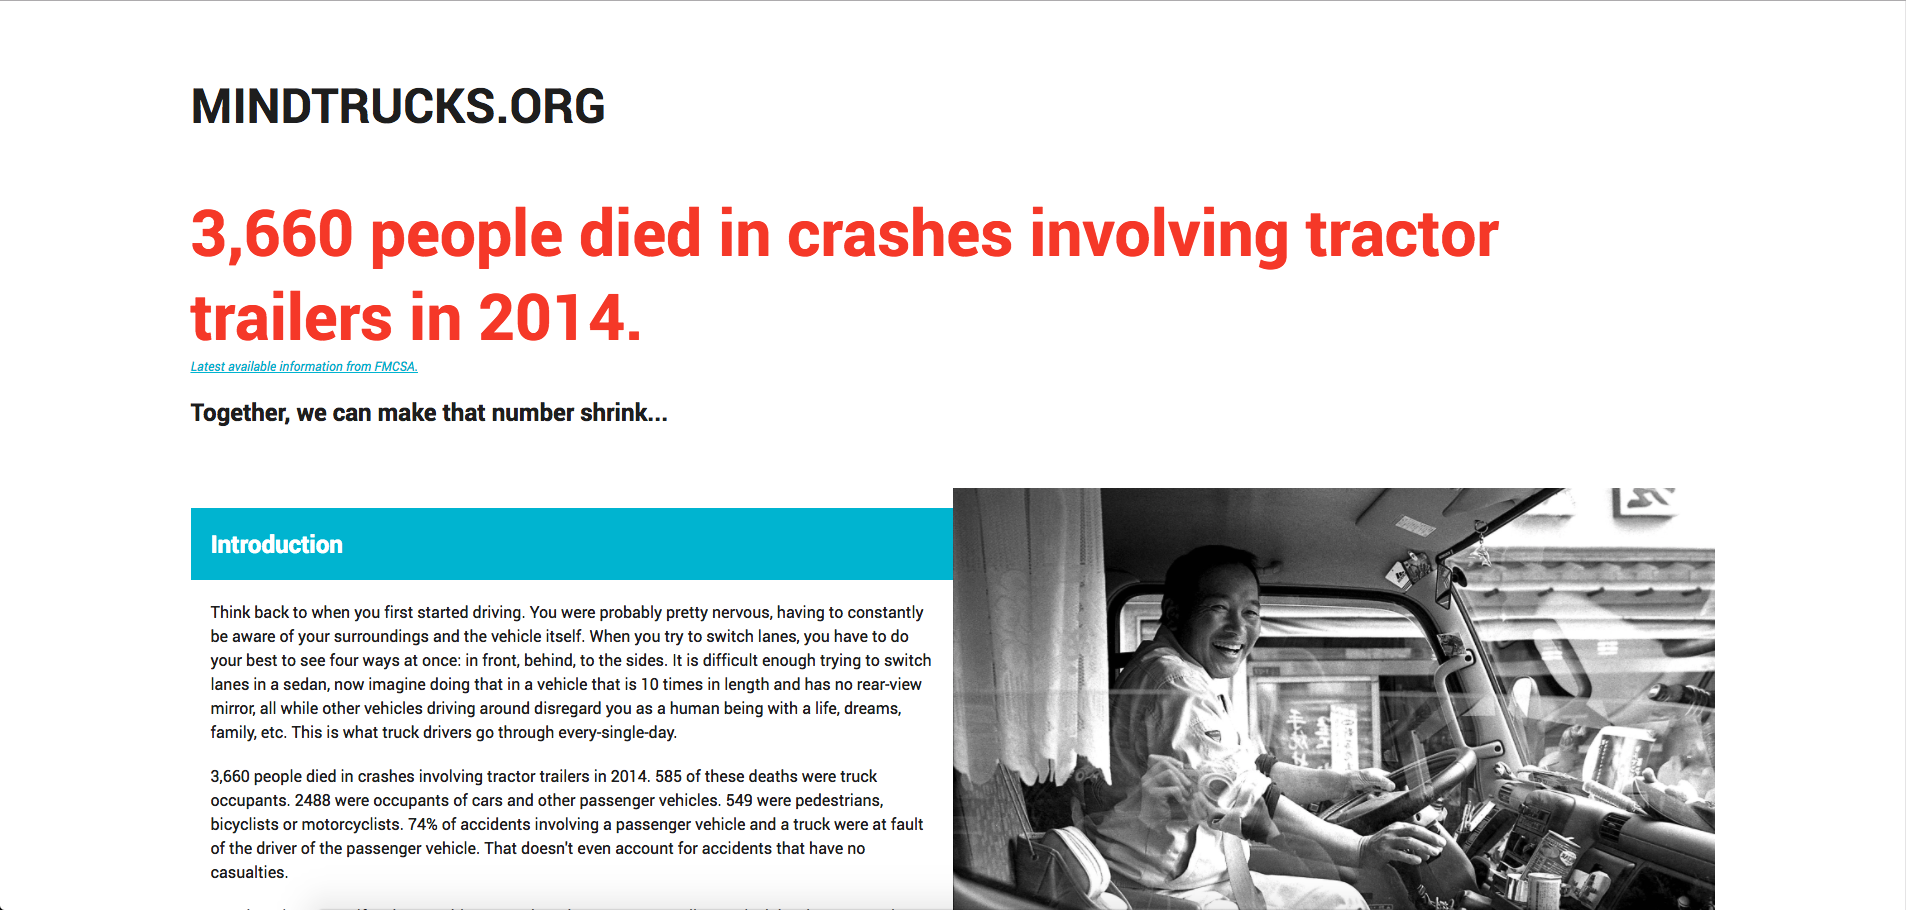 MINDTRUCKS.ORG
3,660 people died in crashes involving tractor
trailers in 2014.
Latest available information from FMCSA.
Together, we can make that number shrink...
Introduction
Think back to when you first started driving. You were probably pretty nervous, having to constantly
be aware of your surroundings and the vehicle itself. When you try to switch lanes, you have to do
your best to see four ways at once: in front, behind, to the sides. It is difficult enough trying to switch
lanes in a sedan, now imagine doing that in a vehicle that is 10 times in length and has no rear-view
mirror, all while other vehicles driving around disregard you as a human being with a life, dreams,
family, etc. This is what truck drivers go through every-single-day.
3,660 people died in crashes involving tractor trailers in 2014. 585 of these deaths were truck
occupants. 2488 were occupants of cars and other passenger vehicles. 549 were pedestrians,
bicyclists or motorcyclists. 74% of accidents involving a passenger vehicle and a truck were at fault
of the driver of the passenger vehicle. That doesn't even account for accidents that have no
casualties.